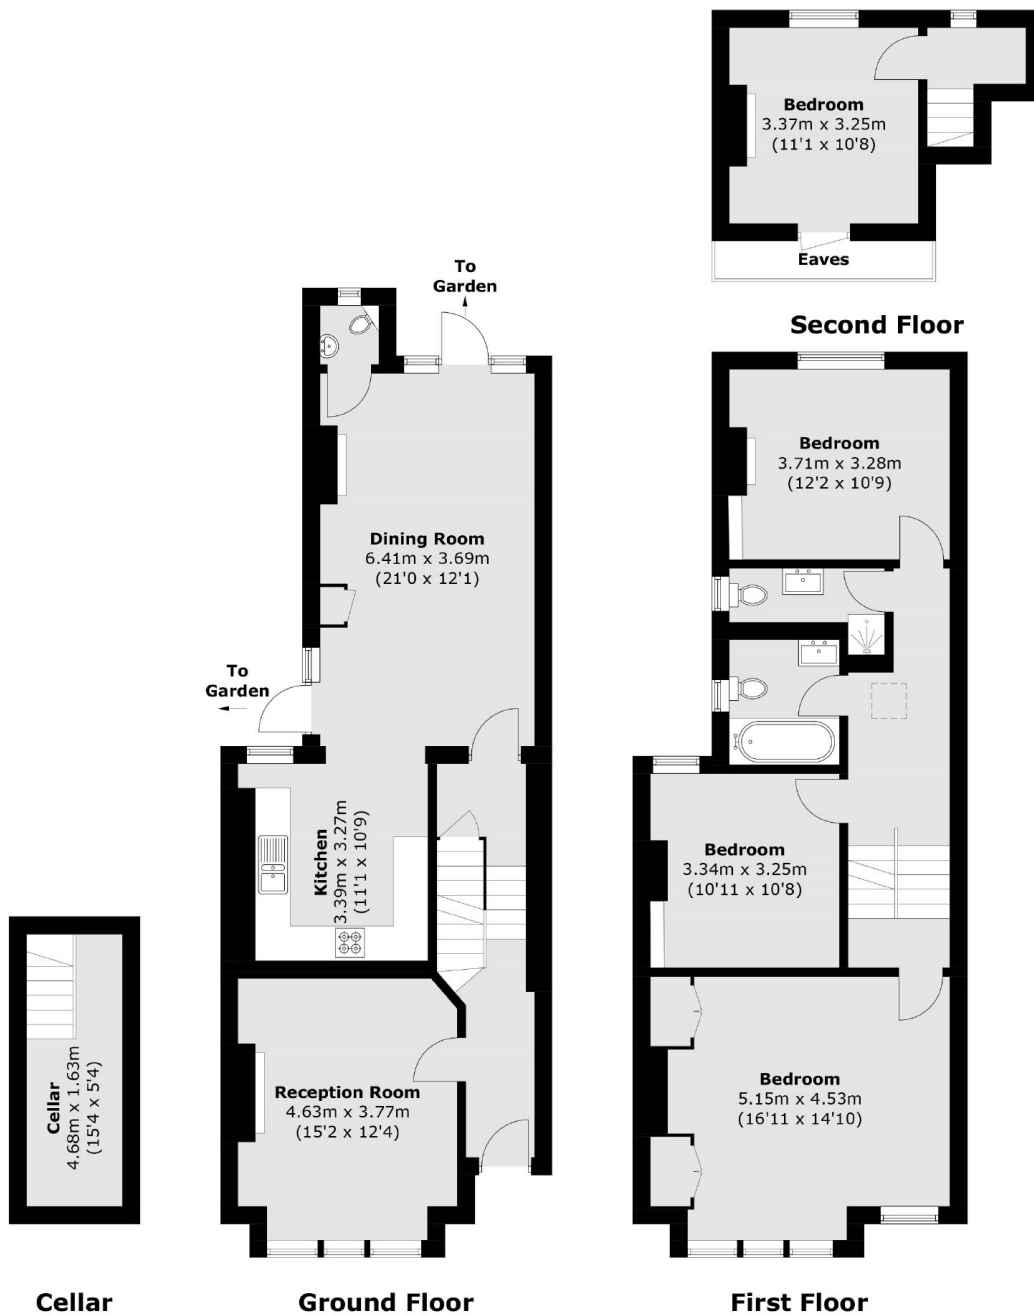 Bedroom
3.37m x 3.25m
(11'1 x 10'8)
Eaves
Second Floor
To
Garden
Dining Room
6.41m x 3.69m
(21'0 x 12'1)
To
Garden
Kitchen
3.39m x 3.27m
(11'1 x 10'9)
Reception Room
4.63m x 3.77m
(15'2 x 12'4)
Ground Floor
Bedroom
3.71m x 3.28m
(12'2 x 10'9)
Bedroom
3.34m x 3.25m
(10'11 x 10'8)
Bedroom
5.15m x 4.53m
(16'11 x 14'10)
First Floor
Cellar
4.68m x 1.63m
(15'4 x 5'4)
Cellar